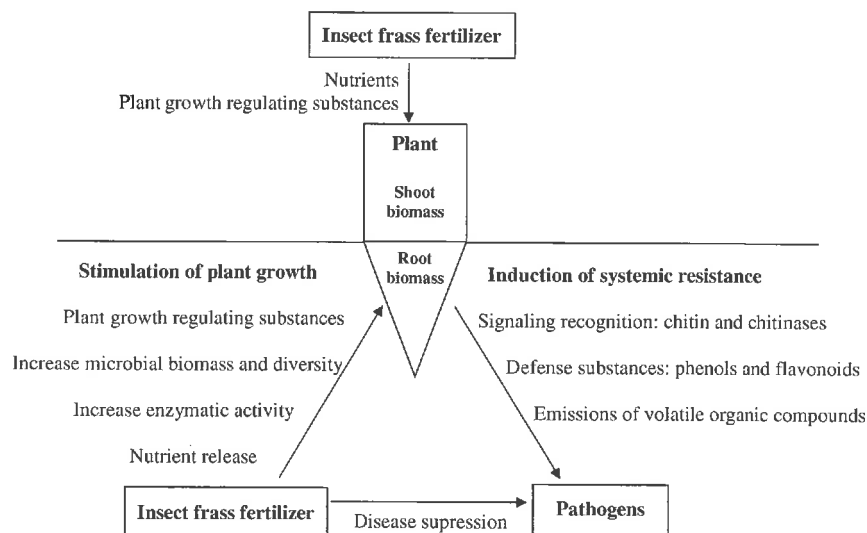 Insect frass fertilizer
Nutrients
Plant growth regulating substances
Plant
Shoot
biomass
Root
biomass
Stimulation of plant growth
Plant growth regulating substances
Increase microbial biomass and diversity
Increase enzymatic activity
Nutrient release
Induction of systemic resistance
Signaling recognition: chitin and chitinases
Defense substances: phenols and flavonoids
Emissions of volatile organic compounds
Insect frass fertilizer
Disease supression
Pathogens